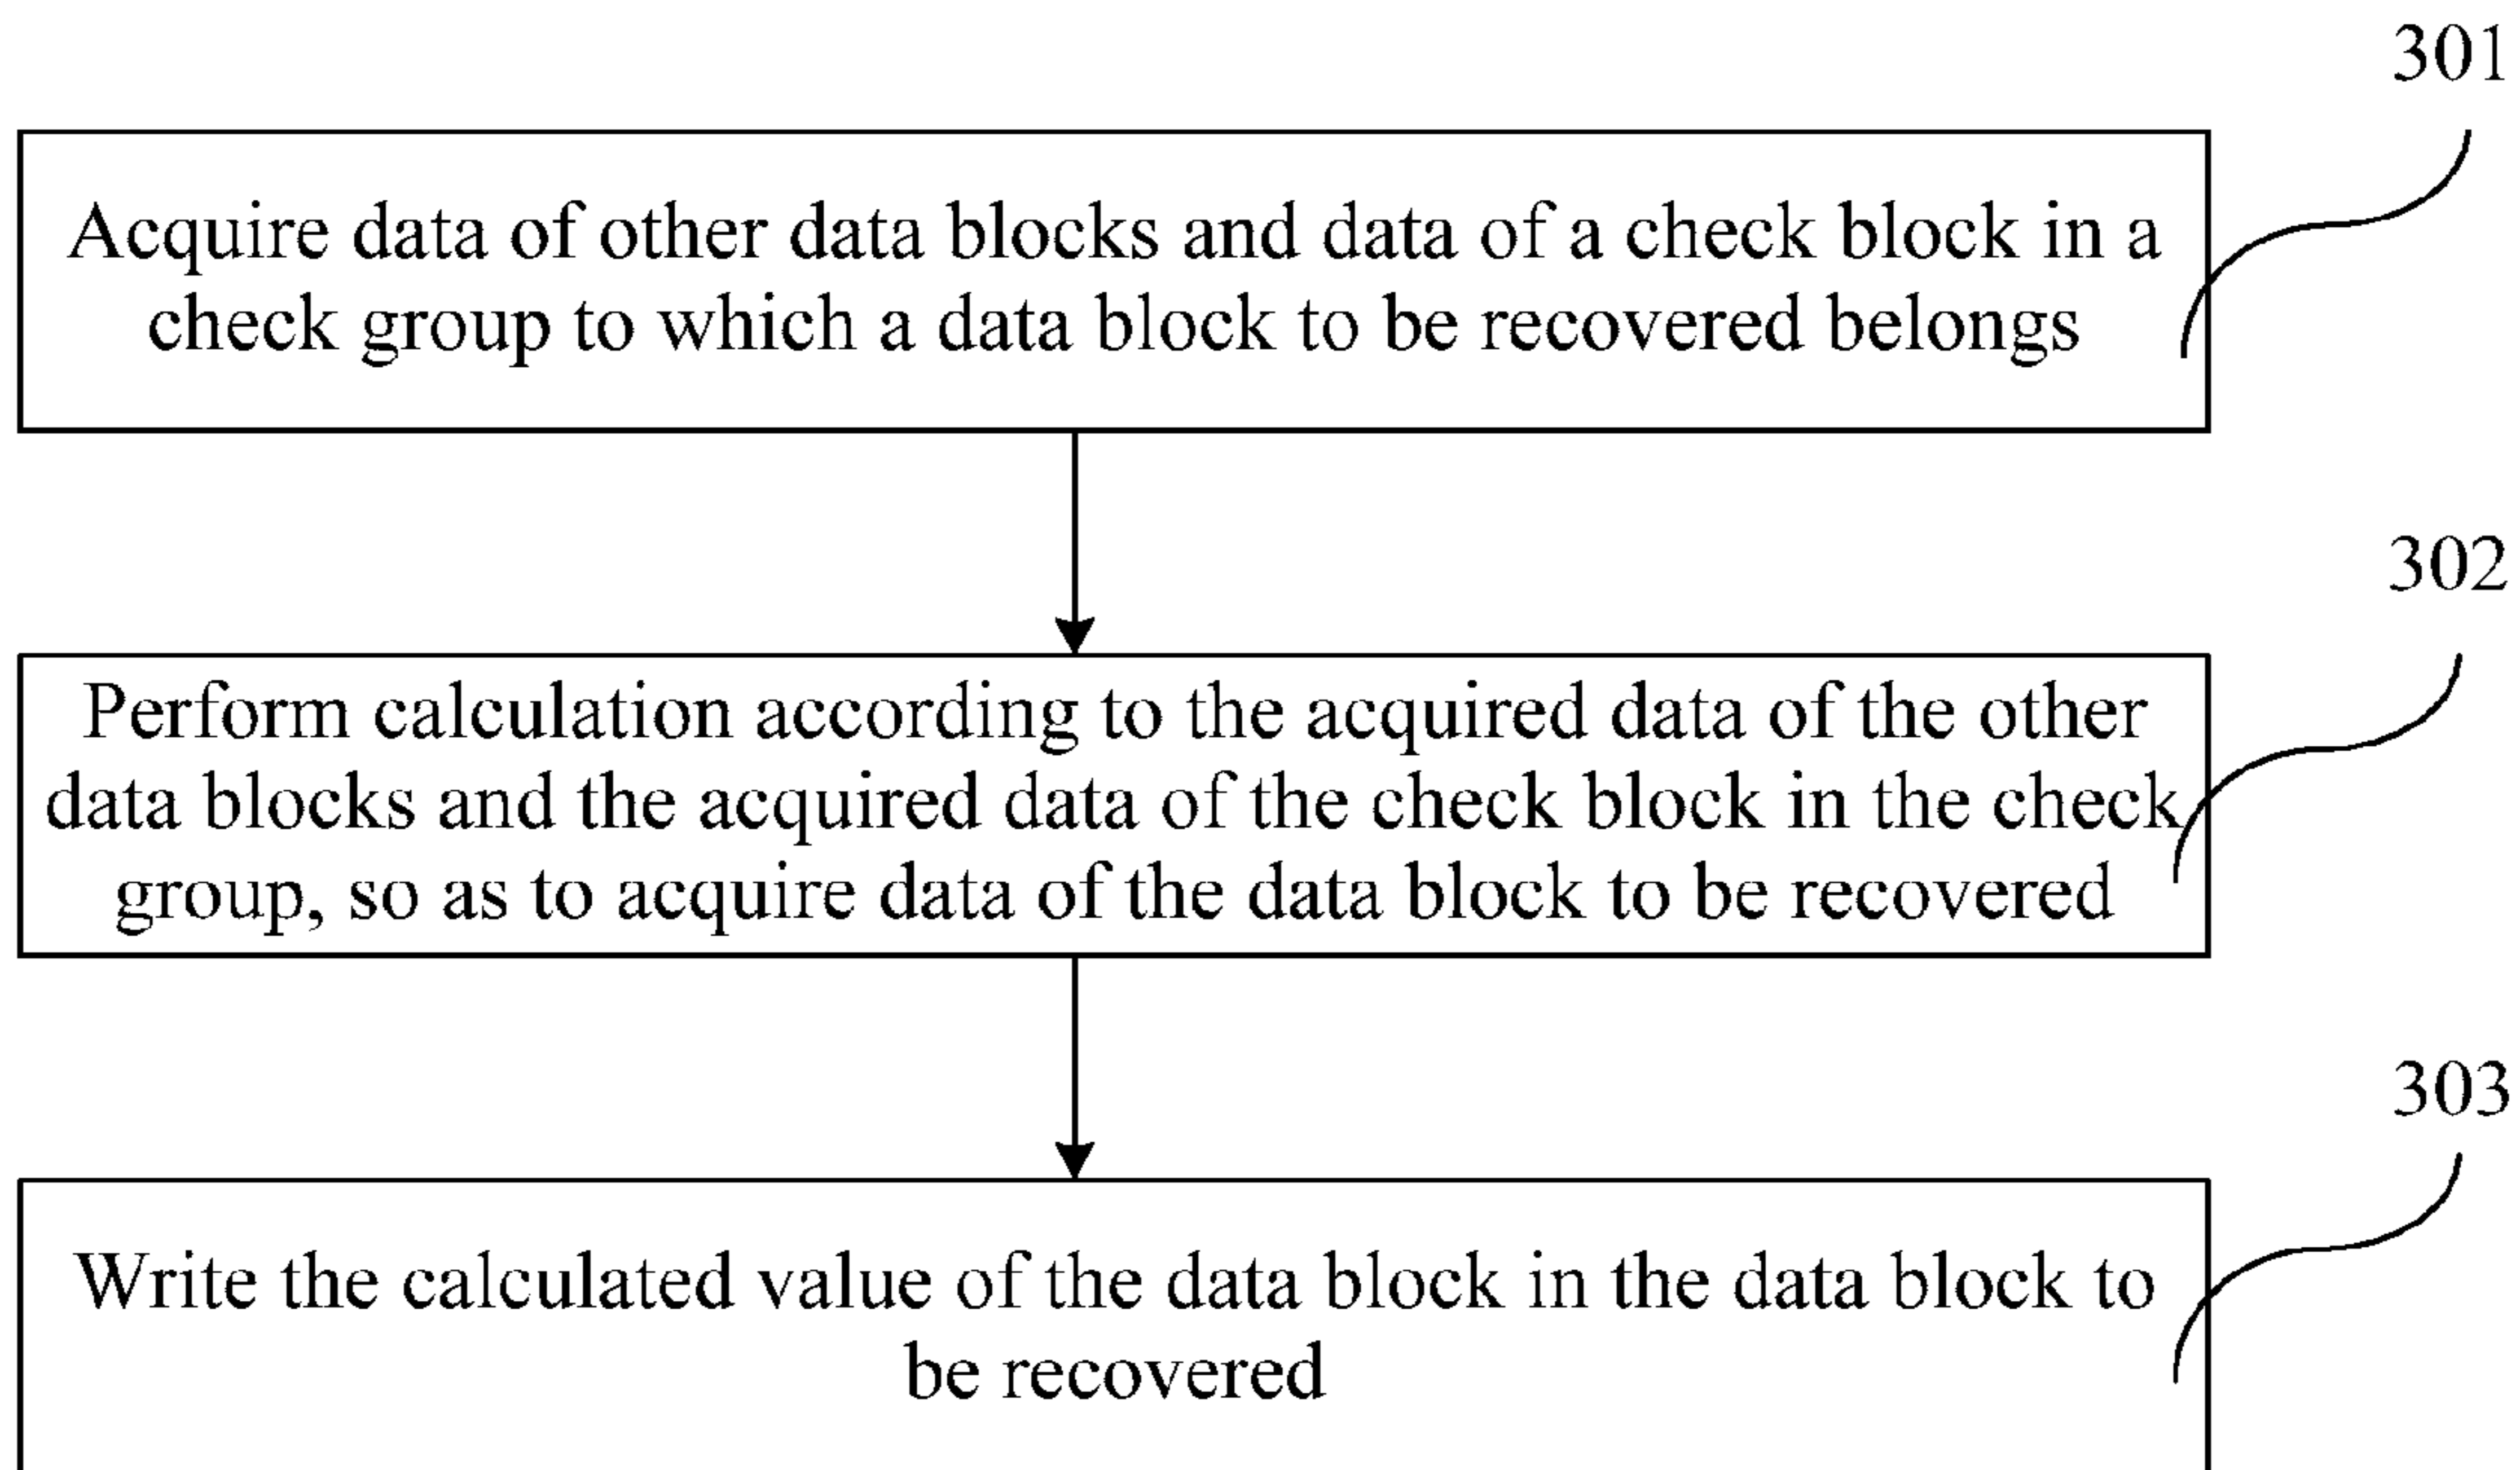 301
Acquire data of other data blocks and data of a check block in a
check group to which a data block to be recovered belongs
302
Perform calculation according to the acquired data of the other
data blocks and the acquired data of the check block in the check
group, so as to acquire data of the data block to be recovered
303
Write the calculated value of the data block in the data block to
be recovered